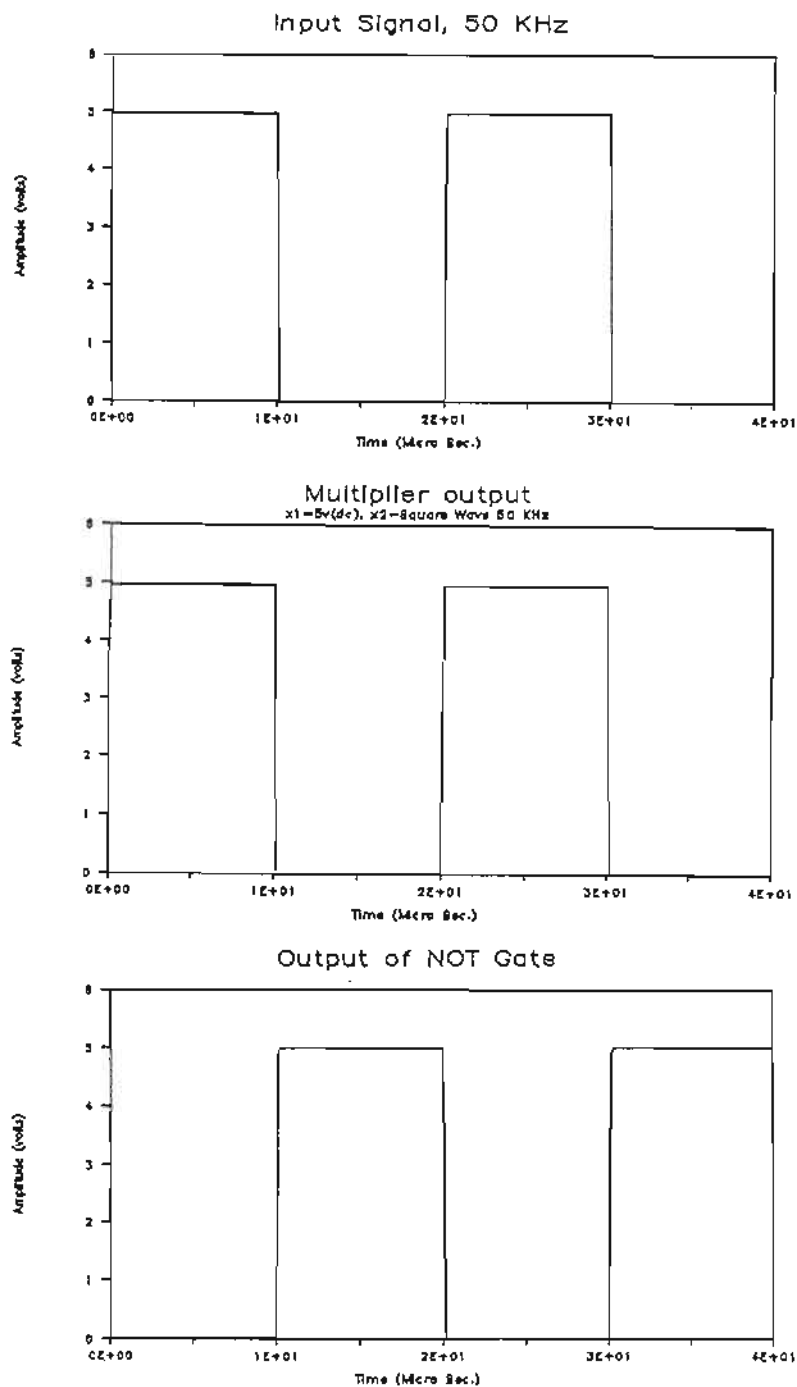 Input Signal, 50 KHz
6
5
4
3
2
1
0
Amplitude (volts)
0E+00 1E+01 2E+01 3E+01 4E+01
Time (Micro Sec.)
Multiplier output
x1=5v(dc), x2=Square Wave 50 KHz
6
5
4
3
2
1
0
Amplitude (volts)
0E+00 1E+01 2E+01 3E+01 4E+01
Time (Micro Sec.)
Output of NOT Gate
6
5
4
3
2
1
0
Amplitude (volts)
0E+00 1E+01 2E+01 3E+01 4E+01
Time (Micro Sec.)